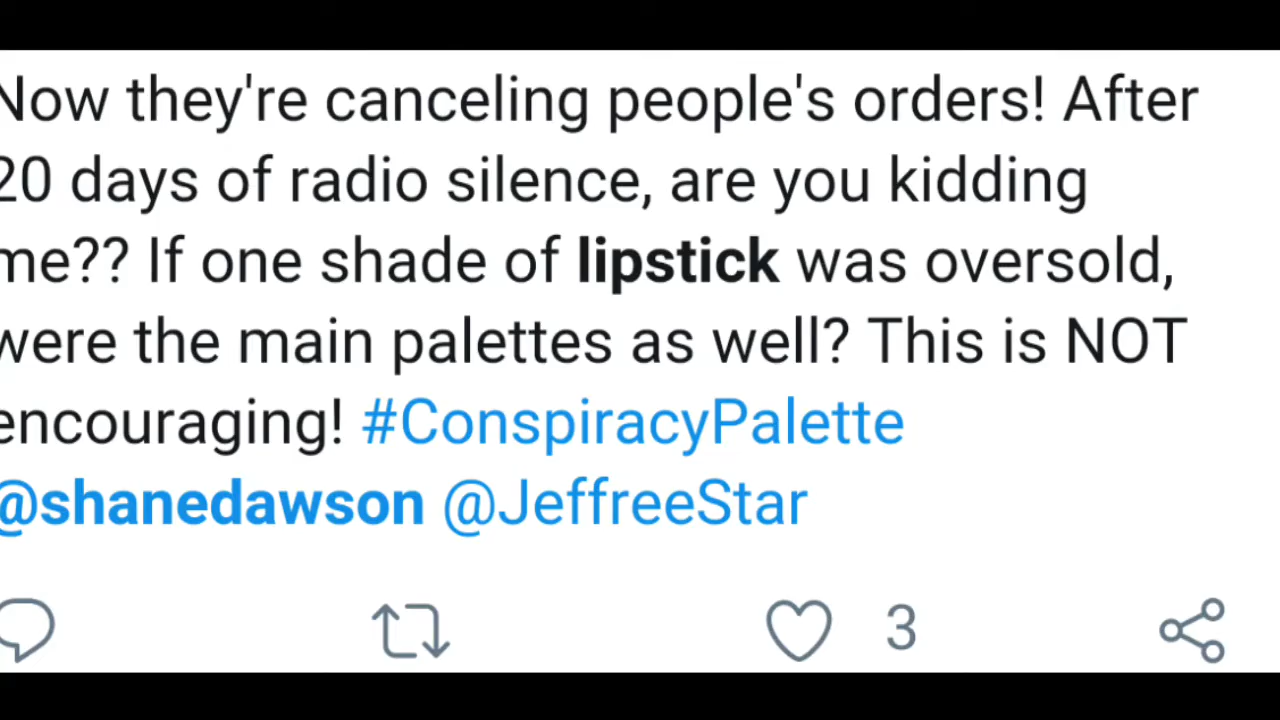 Now they're canceling people's orders! After
20 days of radio silence, are you kidding
me?? If one shade of lipstick was oversold,
were the main palettes as well? This is NOT
encouraging! #ConspiracyPalette
@shanedawson @JeffreeStar
3